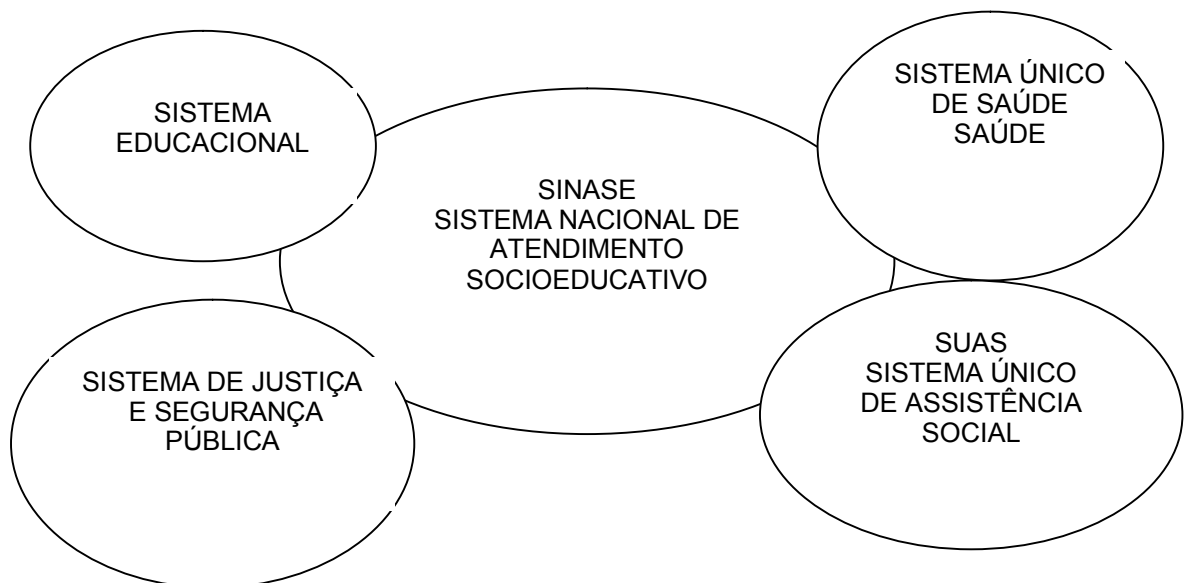 SISTEMA
EDUCACIONAL
SISTEMA ÚNICO
DE SAÚDE
SAÚDE
SINASE
SISTEMA NACIONAL DE
ATENDIMENTO
SOCIOEDUCATIVO
SISTEMA DE JUSTIÇA
E SEGURANÇA
PÚBLICA
SUAS
SISTEMA ÚNICO
DE ASSISTÊNCIA
SOCIAL